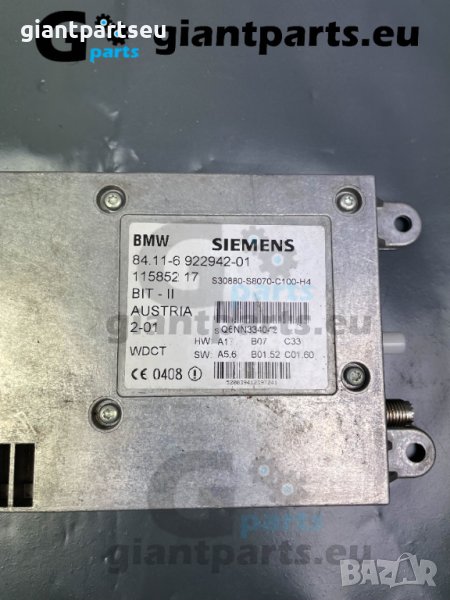 giantparts.eu
giantpartseu
parts
BMW SIEMENS
84.11-6 922942-01
115852 17 S30880-S8070-C100-H4
BIT - II
AUSTRIA
2-01
HW: A1 B07 C33
WDCT SW: A5.6 B01.52 C01.60
CE 0408
parts
giantparts.eu
BAZAR